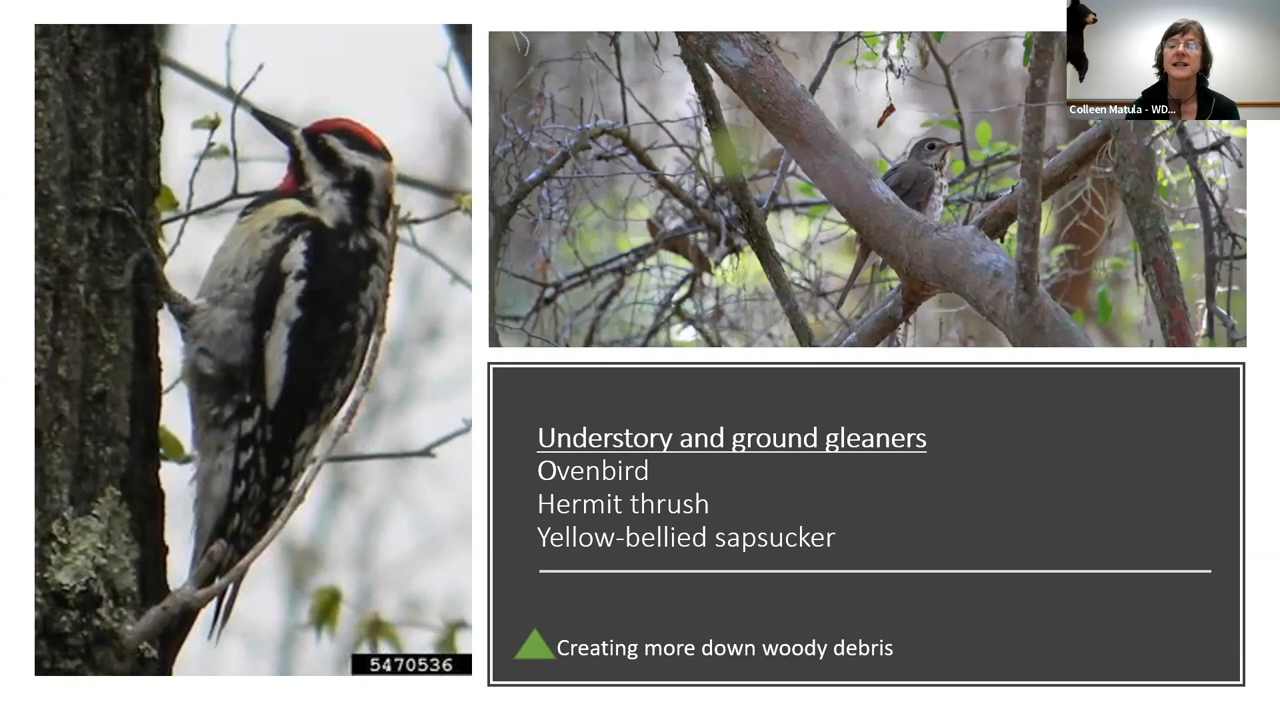 Colleen Matula - WD...
Understory and ground gleaners
Ovenbird
Hermit thrush
Yellow-bellied sapsucker
Creating more down woody debris
5470536